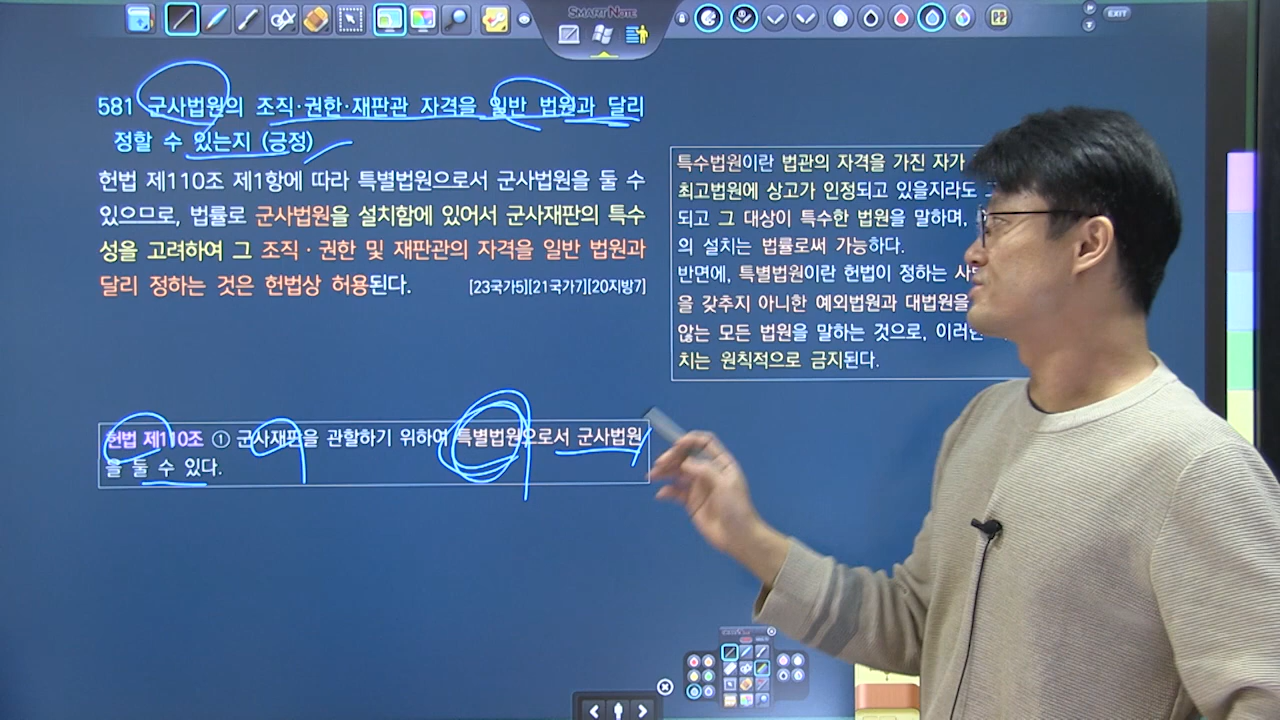 SMART NOTE
EXIT
581 군사법원의 조직·권한·재판관 자격을 일반 법원과 달리
정할 수 있는지 (긍정)
헌법 제110조 제1항에 따라 특별법원으로서 군사법원을 둘 수
있으므로, 법률로 군사법원을 설치함에 있어서 군사재판의 특수
성을 고려하여 그 조직·권한 및 재판관의 자격을 일반 법원과
달리 정하는 것은 헌법상 허용된다. [23국가5][21국가7][20지방7]
헌법 제110조 ① 군사재판을 관할하기 위하여 특별법원으로서 군사법원
을 둘 수 있다.
특수법원이란 법관의 자격을 가진 자가
최고법원에 상고가 인정되고 있을지라도
되고 그 대상이 특수한 법원을 말하며,
의 설치는 법률로써 가능하다.
반면에, 특별법원이란 헌법이 정하는
을 갖추지 아니한 예외법원과 대법원을
않는 모든 법원을 말하는 것으로, 이러한
치는 원칙적으로 금지된다.